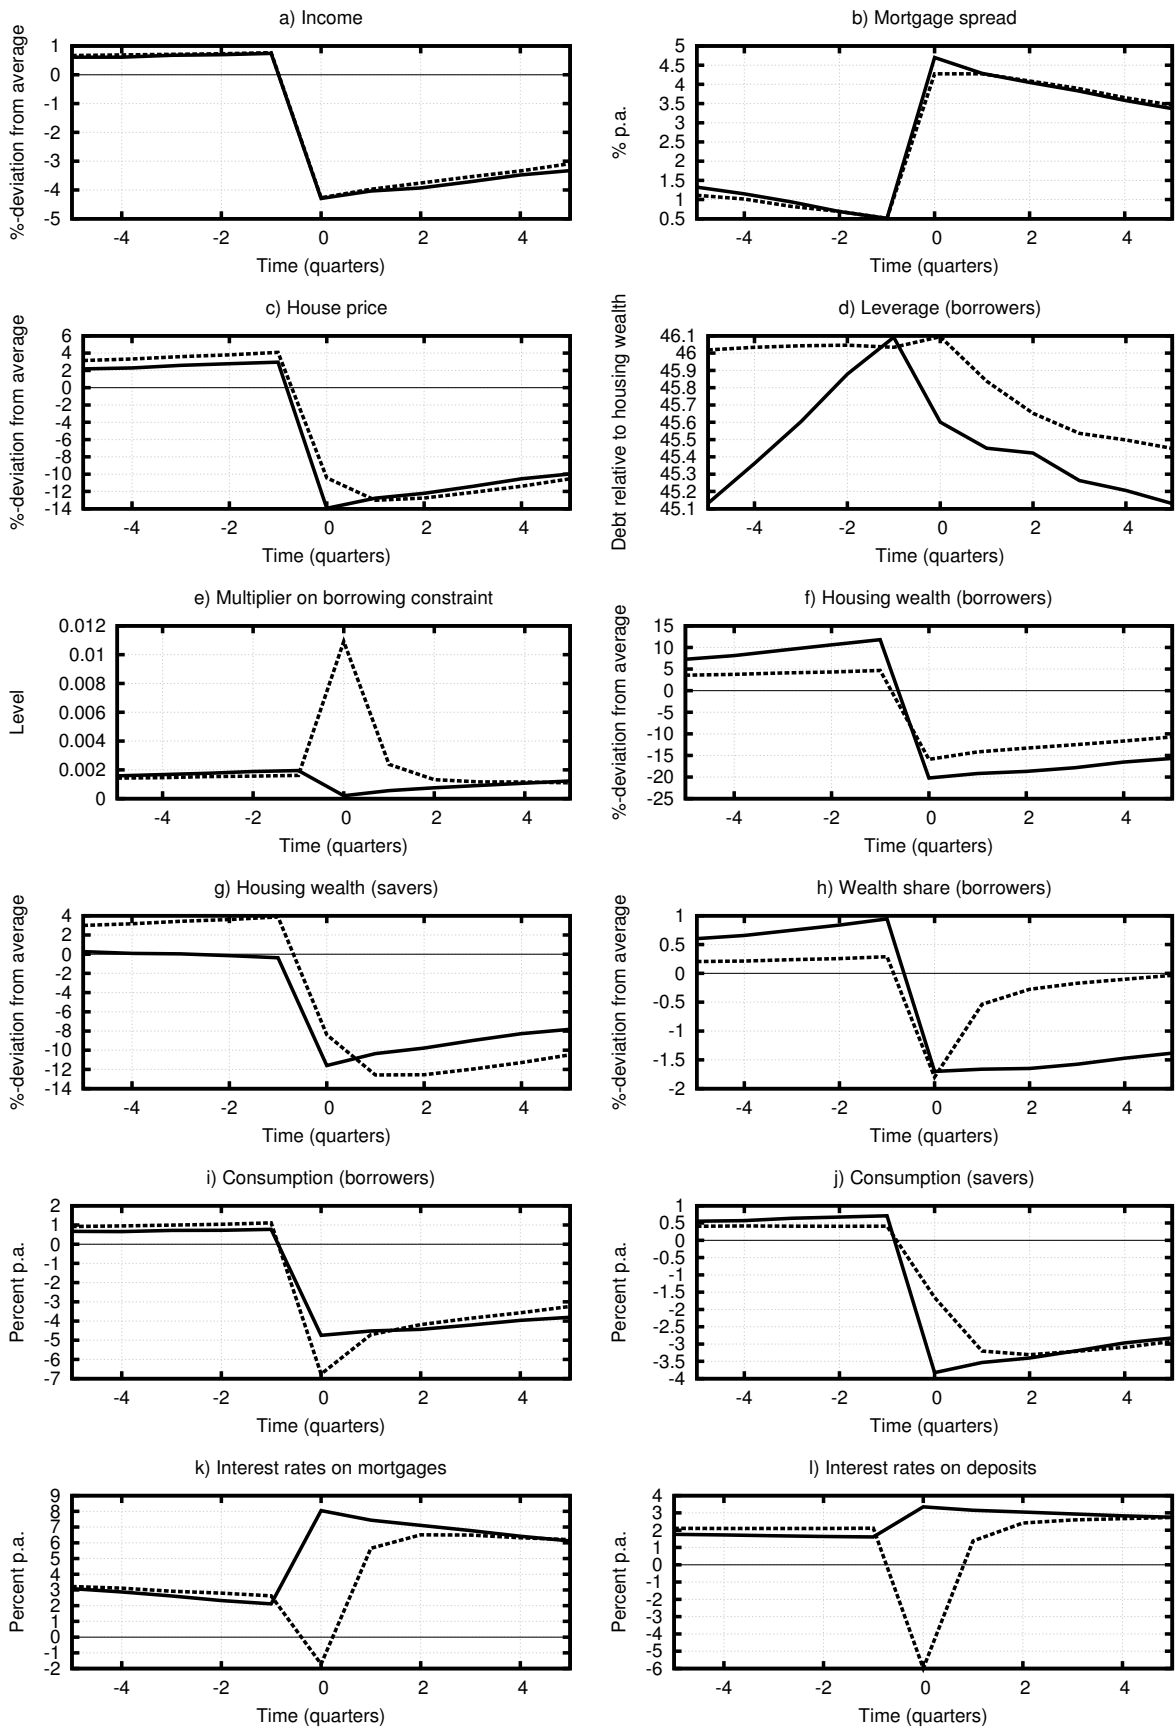 a) Income
%-deviation from average
1
0
-1
-2
-3
-4
-5
-4 -2 0 2 4
Time (quarters)
b) Mortgage spread
% p.a.
5
4.5
4
3.5
3
2.5
2
1.5
1
0.5
-4 -2 0 2 4
Time (quarters)
c) House price
%-deviation from average
6
4
2
0
-2
-4
-6
-8
-10
-12
-14
-4 -2 0 2 4
Time (quarters)
d) Leverage (borrowers)
Debt relative to housing wealth
46.1
46
45.9
45.8
45.7
45.6
45.5
45.4
45.3
45.2
45.1
-4 -2 0 2 4
Time (quarters)
e) Multiplier on borrowing constraint
Level
0.012
0.01
0.008
0.006
0.004
0.002
0
-4 -2 0 2 4
Time (quarters)
f) Housing wealth (borrowers)
%-deviation from average
15
10
5
0
-5
-10
-15
-20
-25
-4 -2 0 2 4
Time (quarters)
g) Housing wealth (savers)
%-deviation from average
4
2
0
-2
-4
-6
-8
-10
-12
-14
-4 -2 0 2 4
Time (quarters)
h) Wealth share (borrowers)
%-deviation from average
1
0.5
0
-0.5
-1
-1.5
-2
-4 -2 0 2 4
Time (quarters)
i) Consumption (borrowers)
Percent p.a.
2
1
0
-1
-2
-3
-4
-5
-6
-7
-4 -2 0 2 4
Time (quarters)
j) Consumption (savers)
Percent p.a.
1
0.5
0
-0.5
-1
-1.5
-2
-2.5
-3
-3.5
-4
-4 -2 0 2 4
Time (quarters)
k) Interest rates on mortgages
Percent p.a.
9
8
7
6
5
4
3
2
1
0
-1
-2
-4 -2 0 2 4
Time (quarters)
l) Interest rates on deposits
Percent p.a.
4
3
2
1
0
-1
-2
-3
-4
-5
-6
-4 -2 0 2 4
Time (quarters)